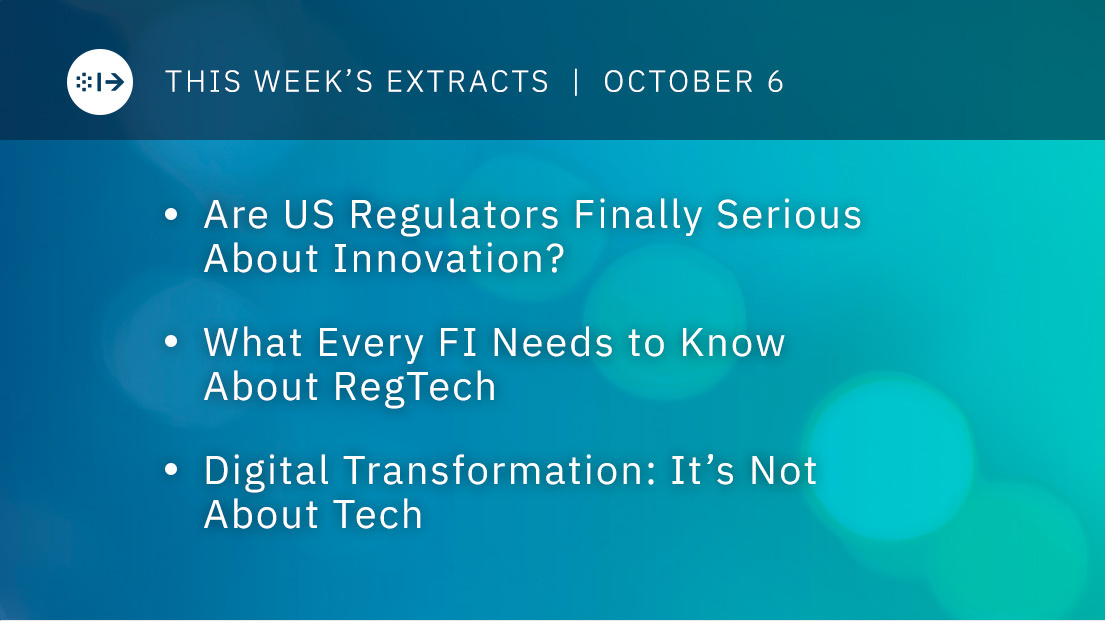 THIS WEEK’S EXTRACTS | OCTOBER 6
• Are US Regulators Finally Serious
About Innovation?
• What Every FI Needs to Know
About RegTech
• Digital Transformation: It’s Not
About Tech